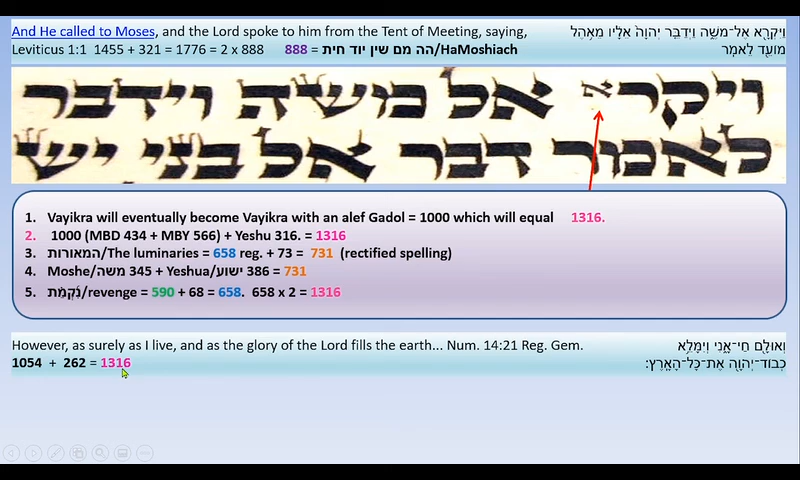 And He called to Moses, and the Lord spoke to him from the Tent of Meeting, saying,
וַיִּקְרָ֖א אֶל־מֹשֶׁ֑ה וַיְדַבֵּ֤ר יְהוָה֙ אֵלָ֔יו מֵאֹ֥הֶל
Leviticus 1:1 1455 + 321 = 1776 = 2 x 888 888 = הה מם שין יוד חית/HaMoshiach
מוֹעֵ֖ד לֵאמֹֽר
ויקרא אל משה וידבר
לאמר דבר אל בני יש
1. Vayikra will eventually become Vayikra with an alef Gadol = 1000 which will equal 1316.
2. 1000 (MBD 434 + MBY 566) + Yeshu 316. = 1316
3. המאורות/The luminaries = 658 reg. + 73 = 731 (rectified spelling)
4. Moshe/משה 345 + Yeshua/ישוע 386 = 731
5. נְקָמֹ֑ת/revenge = 590 + 68 = 658. 658 x 2 = 1316
However, as surely as I live, and as the glory of the Lord fills the earth... Num. 14:21 Reg. Gem.
וְאוּלָ֖ם חַי־אָ֑נִי וְיִמָּלֵ֥א
1054 + 262 = 1316
כְבוֹד־יְהוָ֖ה אֶת־כָּל־הָאָֽרֶץ׃